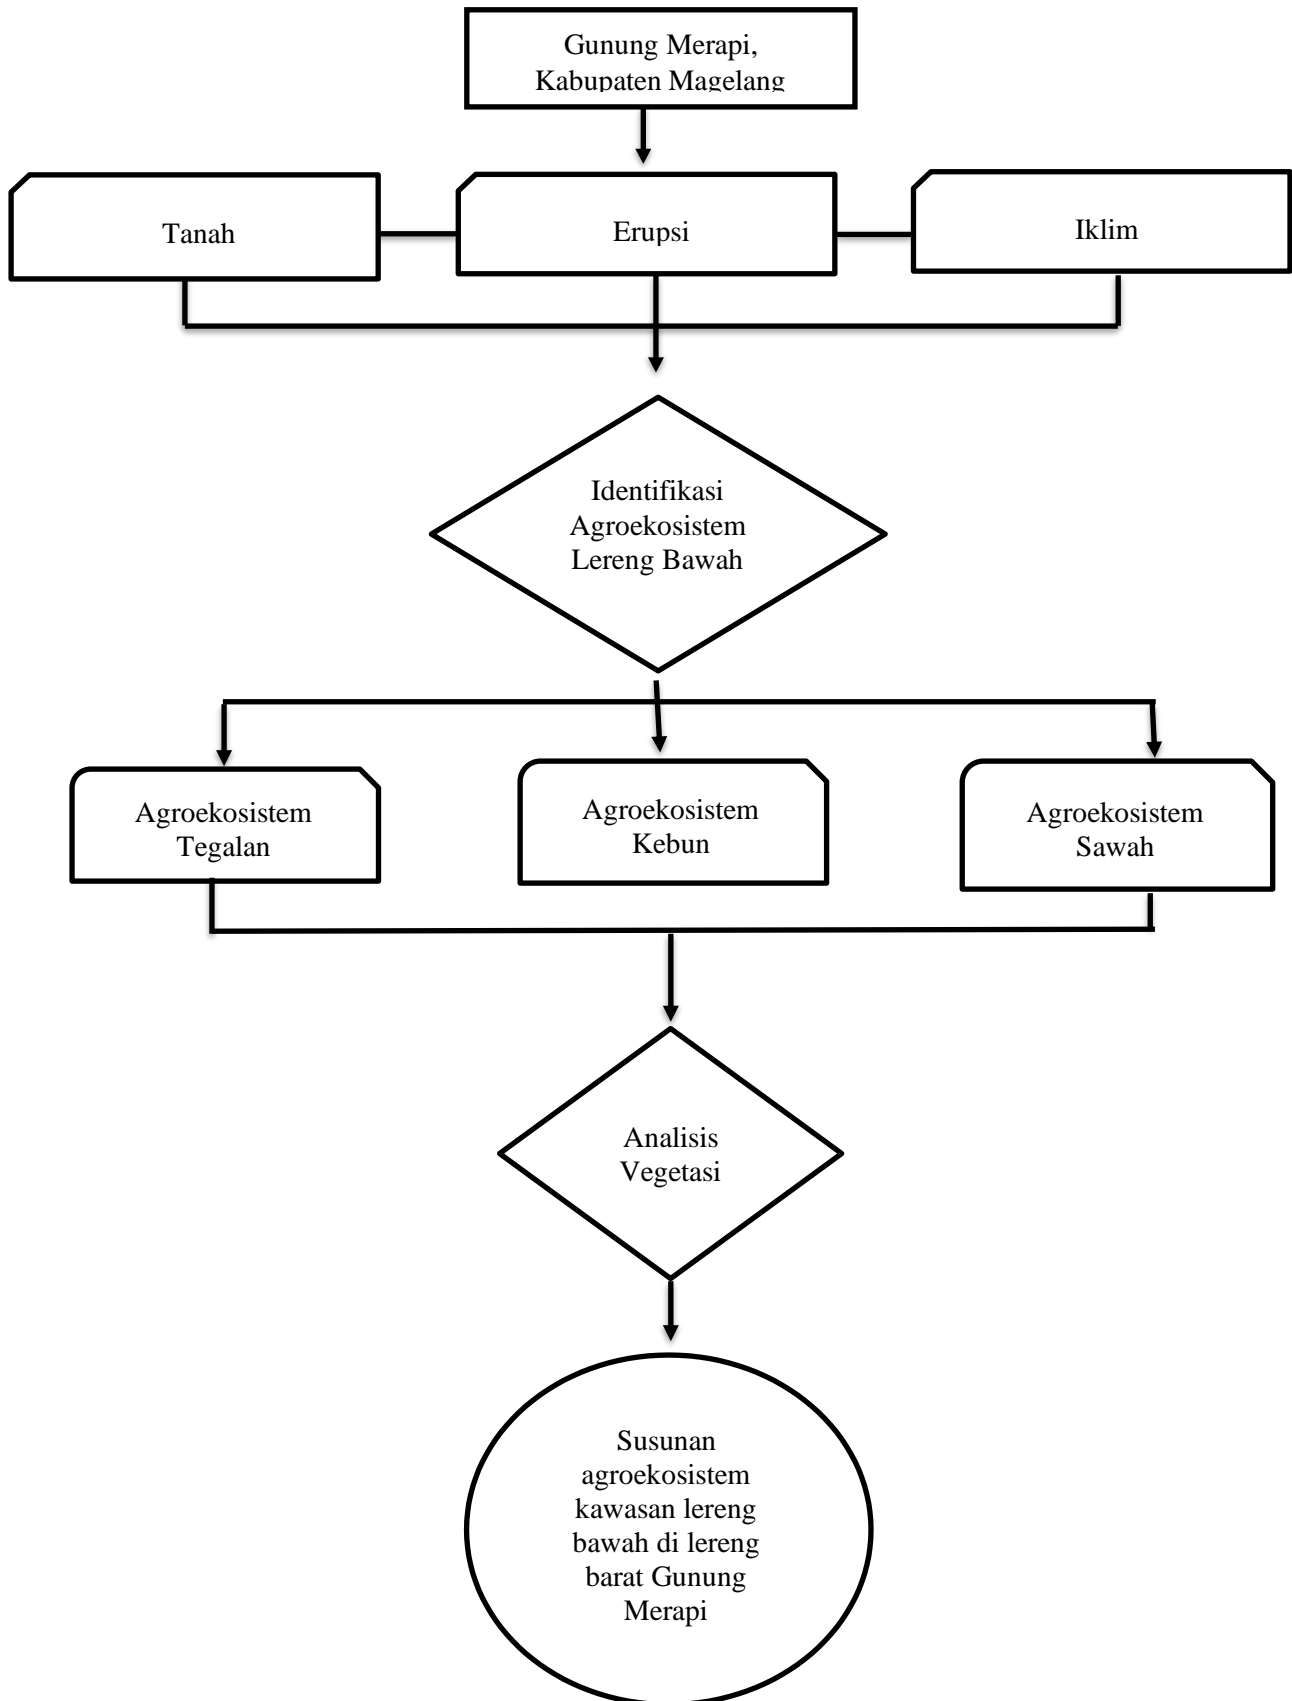 Gunung Merapi,
Kabupaten Magelang
Tanah
Erupsi
Iklim
Identifikasi
Agroekosistem
Lereng Bawah
Agroekosistem
Tegalan
Agroekosistem
Kebun
Agroekosistem
Sawah
Analisis
Vegetasi
Susunan
agroekosistem
kawasan lereng
bawah di lereng
barat Gunung
Merapi